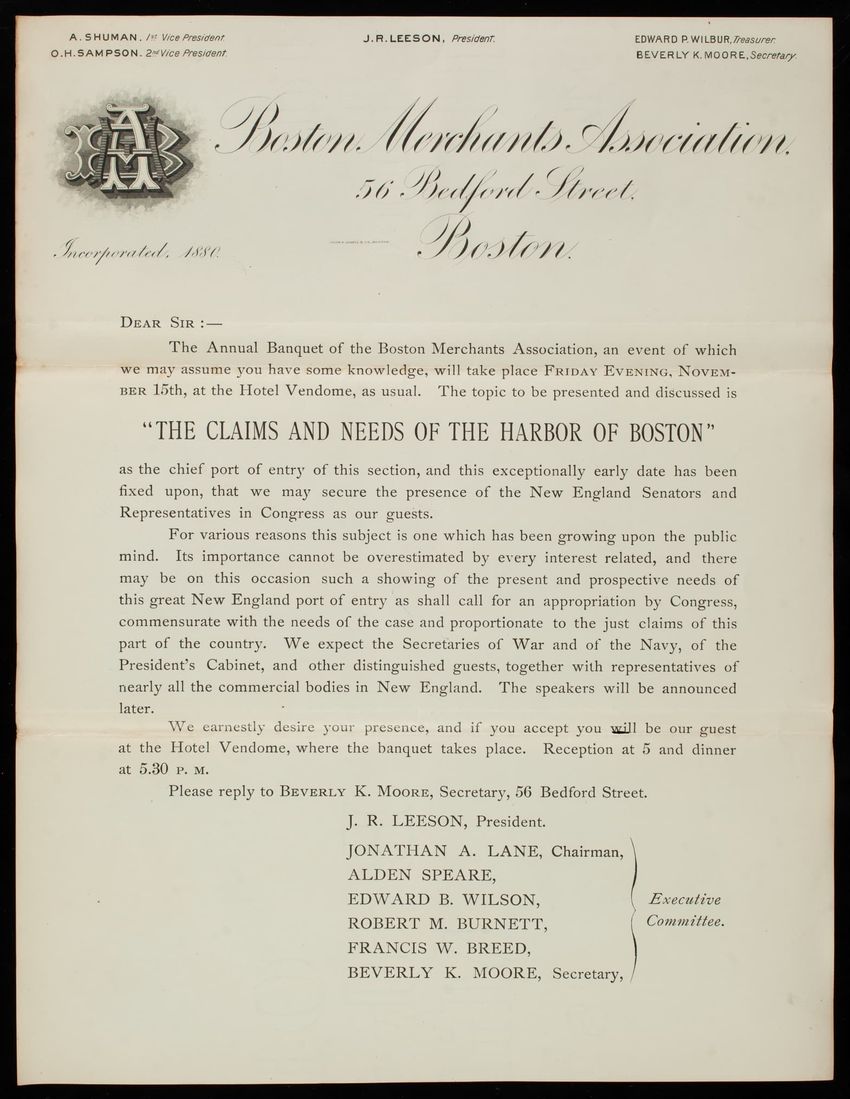 A. SHUMAN. 1st Vice President.
O.H. SAMPSON. 2nd Vice President.
J.R. LEESON, President.
EDWARD P. WILBUR, Treasurer.
BEVERLY K. MOORE, Secretary.
BMA
Boston Merchants Association,
56 Bedford Street,
Boston.
Incorporated, 1880.
DEAR SIR :—
The Annual Banquet of the Boston Merchants Association, an event of which
we may assume you have some knowledge, will take place FRIDAY EVENING, NOVEM-
BER 15th, at the Hotel Vendome, as usual. The topic to be presented and discussed is
"THE CLAIMS AND NEEDS OF THE HARBOR OF BOSTON"
as the chief port of entry of this section, and this exceptionally early date has been
fixed upon, that we may secure the presence of the New England Senators and
Representatives in Congress as our guests.
For various reasons this subject is one which has been growing upon the public
mind. Its importance cannot be overestimated by every interest related, and there
may be on this occasion such a showing of the present and prospective needs of
this great New England port of entry as shall call for an appropriation by Congress,
commensurate with the needs of the case and proportionate to the just claims of this
part of the country. We expect the Secretaries of War and of the Navy, of the
President's Cabinet, and other distinguished guests, together with representatives of
nearly all the commercial bodies in New England. The speakers will be announced
later.
We earnestly desire your presence, and if you accept you will be our guest
at the Hotel Vendome, where the banquet takes place. Reception at 5 and dinner
at 5.30 P. M.
Please reply to BEVERLY K. MOORE, Secretary, 56 Bedford Street.
J. R. LEESON, President.
JONATHAN A. LANE, Chairman,
ALDEN SPEARE,
EDWARD B. WILSON,
ROBERT M. BURNETT,
FRANCIS W. BREED,
BEVERLY K. MOORE, Secretary,
Executive
Committee.